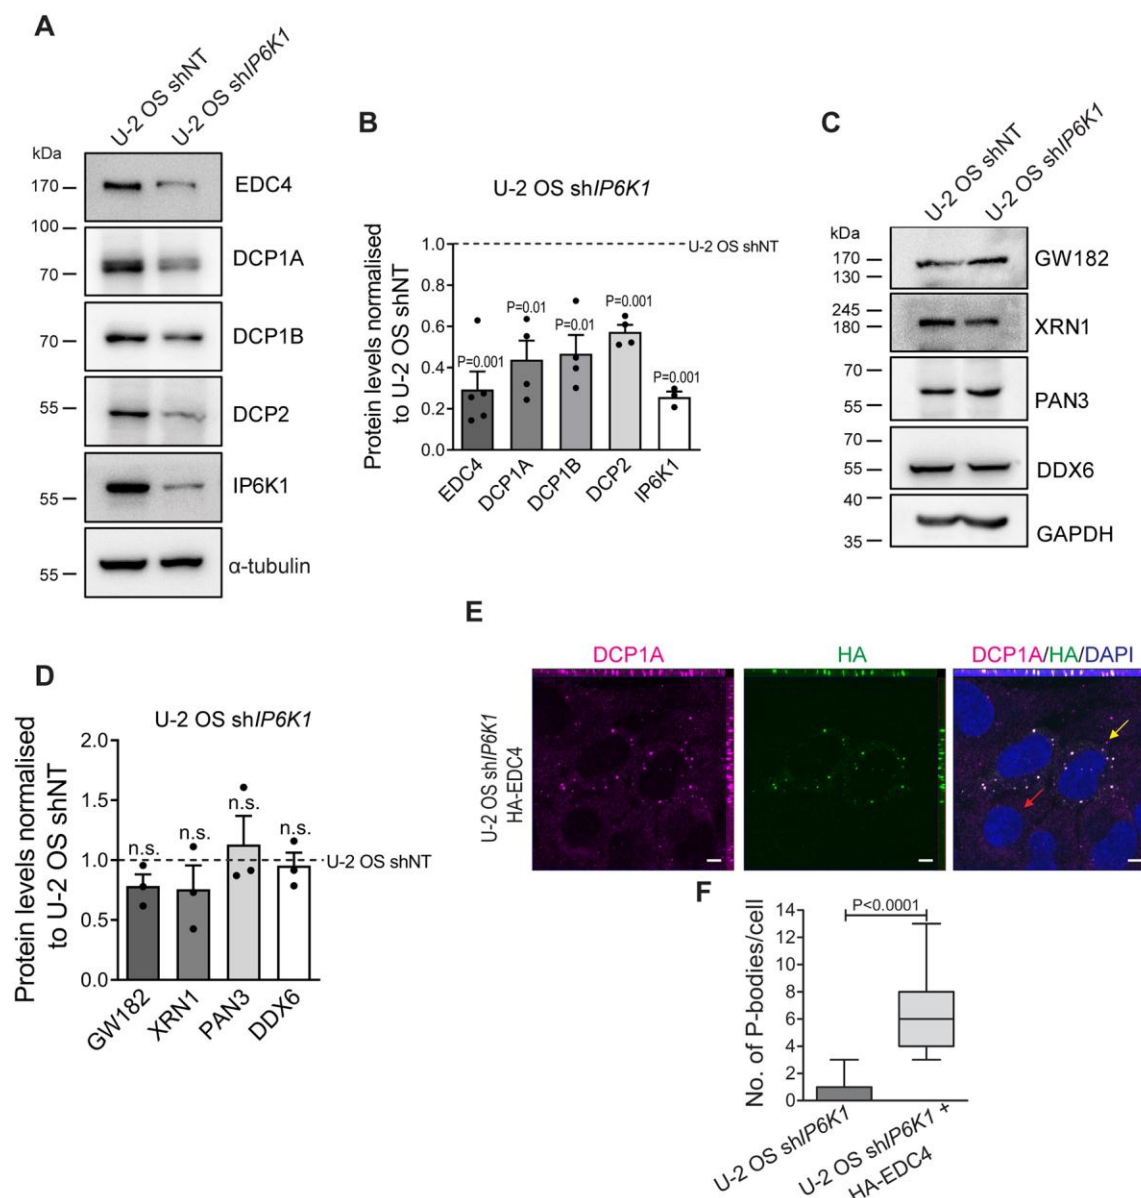 A
U-2 OS shNT
U-2 OS shIP6K1
kDa
170
EDC4
100
70
DCP1A
70
DCP1B
55
DCP2
55
IP6K1
55
α-tubulin
B
U-2 OS shIP6K1
Protein levels normalised
to U-2 OS shNT
1.0
0.8
0.6
0.4
0.2
0.0
U-2 OS shNT
P=0.001
P=0.01
P=0.01
P=0.001
P=0.001
EDC4
DCP1A
DCP1B
DCP2
IP6K1
C
U-2 OS shNT
U-2 OS shIP6K1
kDa
170
130
GW182
245
180
XRN1
70
55
PAN3
70
55
DDX6
40
35
GAPDH
D
U-2 OS shIP6K1
Protein levels normalised
to U-2 OS shNT
2.0
1.5
1.0
0.5
0.0
n.s.
n.s.
n.s.
n.s.
U-2 OS shNT
GW182
XRN1
PAN3
DDX6
E
DCP1A
HA
DCP1A/HA/DAPI
U-2 OS shIP6K1
HA-EDC4
F
P<0.0001
No. of P-bodies/cell
14
12
10
8
6
4
2
0
U-2 OS shIP6K1
U-2 OS shIP6K1 +
HA-EDC4